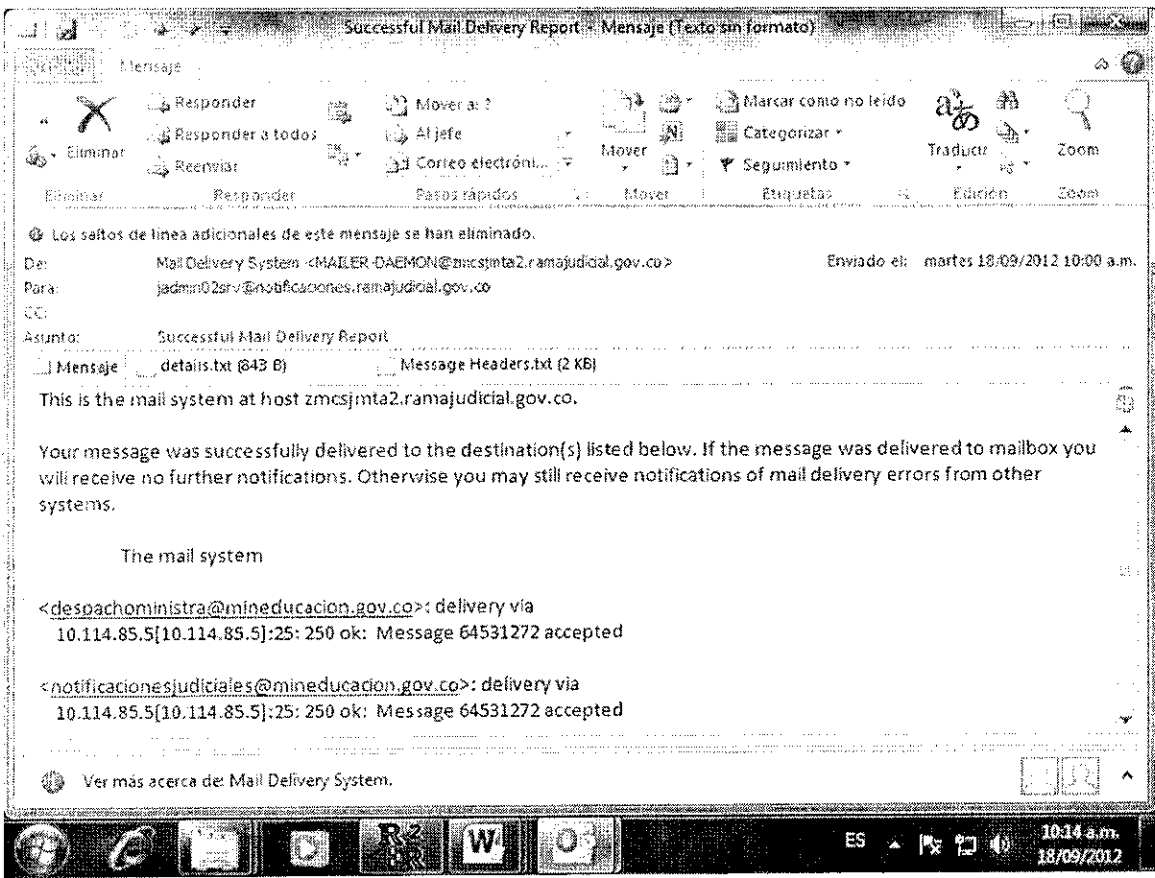 Successful Mail Delivery Report - Mensaje (Texto sin formato)
Mensaje
Eliminar
Responder
Responder a todos
Reenviar
Mover a: ?
Al jefe
Correo electróni...
Mover
Marcar como no leído
Categorizar
Seguimiento
Traducir
Zoom
Eliminar
Responder
Pasos rápidos
Mover
Etiquetas
Edición
Zoom
Los saltos de línea adicionales de este mensaje se han eliminado.
De: Mail Delivery System <MAILER-DAEMON@zmcsjmta2.ramajudicial.gov.co> Enviado el: martes 18/09/2012 10:00 a.m.
Para: jadmin02srv@notificaciones.ramajudicial.gov.co
CC:
Asunto: Successful Mail Delivery Report
Mensaje details.txt (843 B) Message Headers.txt (2 KB)
This is the mail system at host zmcsjmta2.ramajudicial.gov.co.
Your message was successfully delivered to the destination(s) listed below. If the message was delivered to mailbox you
will receive no further notifications. Otherwise you may still receive notifications of mail delivery errors from other
systems.
The mail system
<despachoministra@mineducacion.gov.co>: delivery via
10.114.85.5[10.114.85.5]:25: 250 ok: Message 64531272 accepted
<notificacionesjudiciales@mineducacion.gov.co>: delivery via
10.114.85.5[10.114.85.5]:25: 250 ok: Message 64531272 accepted
Ver más acerca de: Mail Delivery System.
ES
10:14 a.m.
18/09/2012